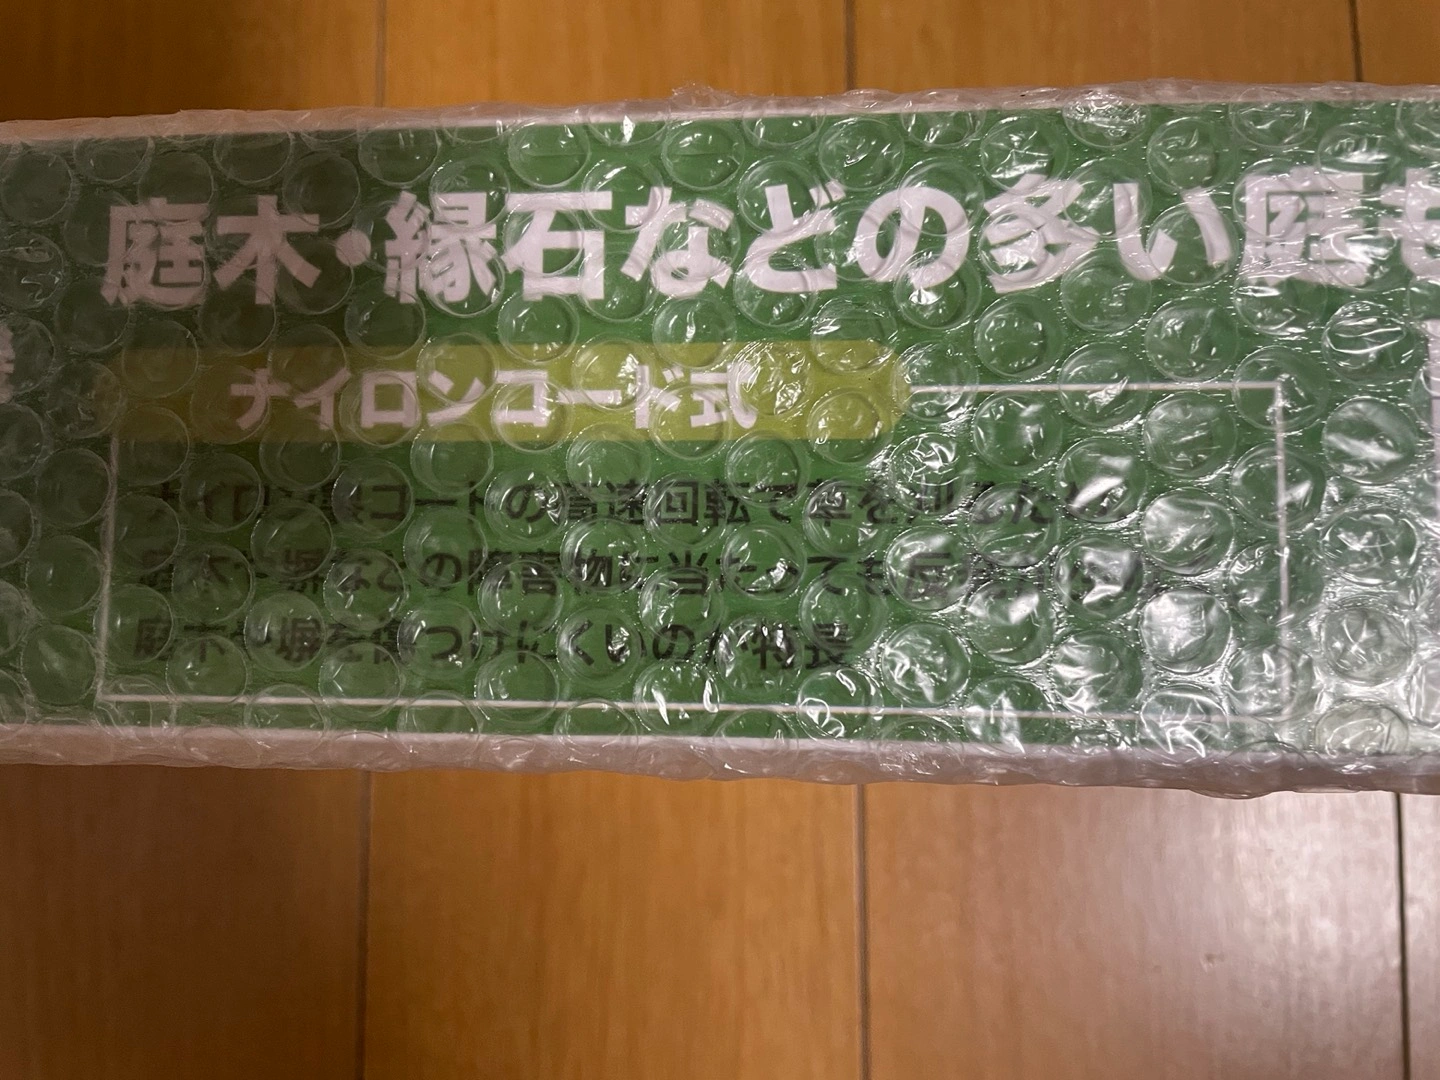 庭木・縁石などの多い庭も
ナイロンコード式
ナイロン製コードの高速回転で草を刈るため、
庭木や塀などの障害物に当たっても反発が少なく
庭木や塀を傷つけにくいのが特長